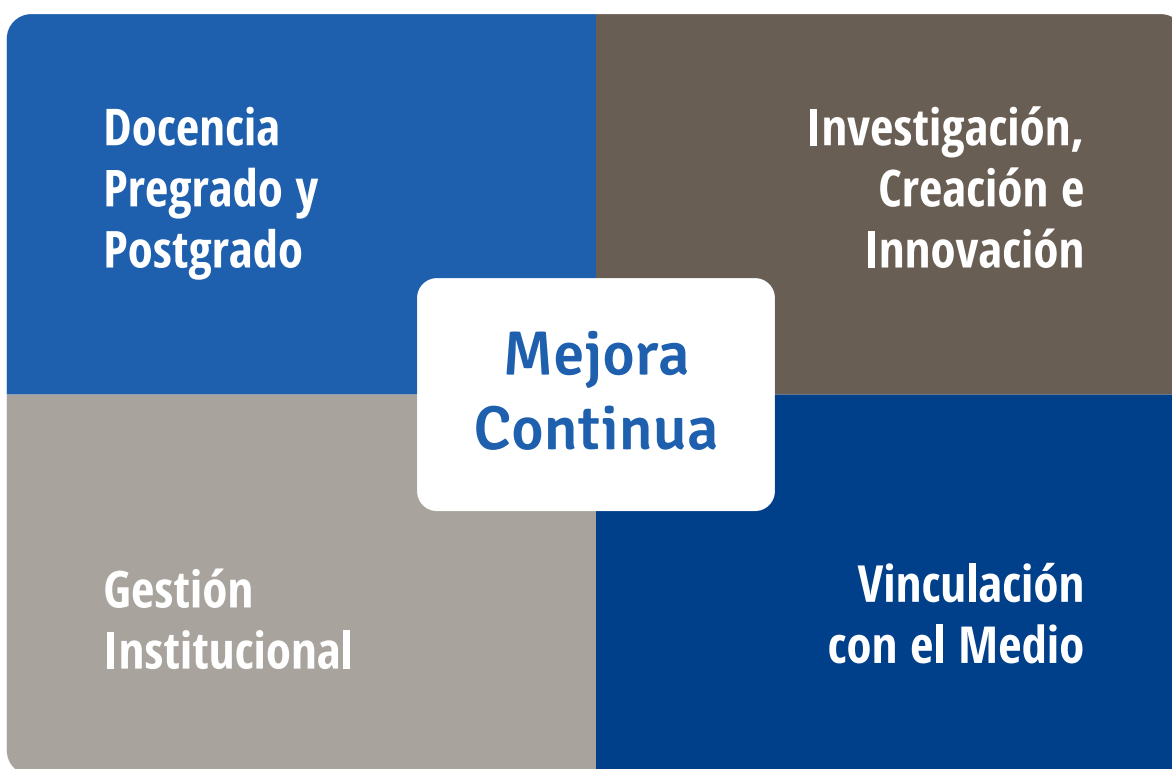 Docencia
Pregrado y
Postgrado
Investigación,
Creación e
Innovación
Mejora
Continua
Gestión
Institucional
Vinculación
con el Medio